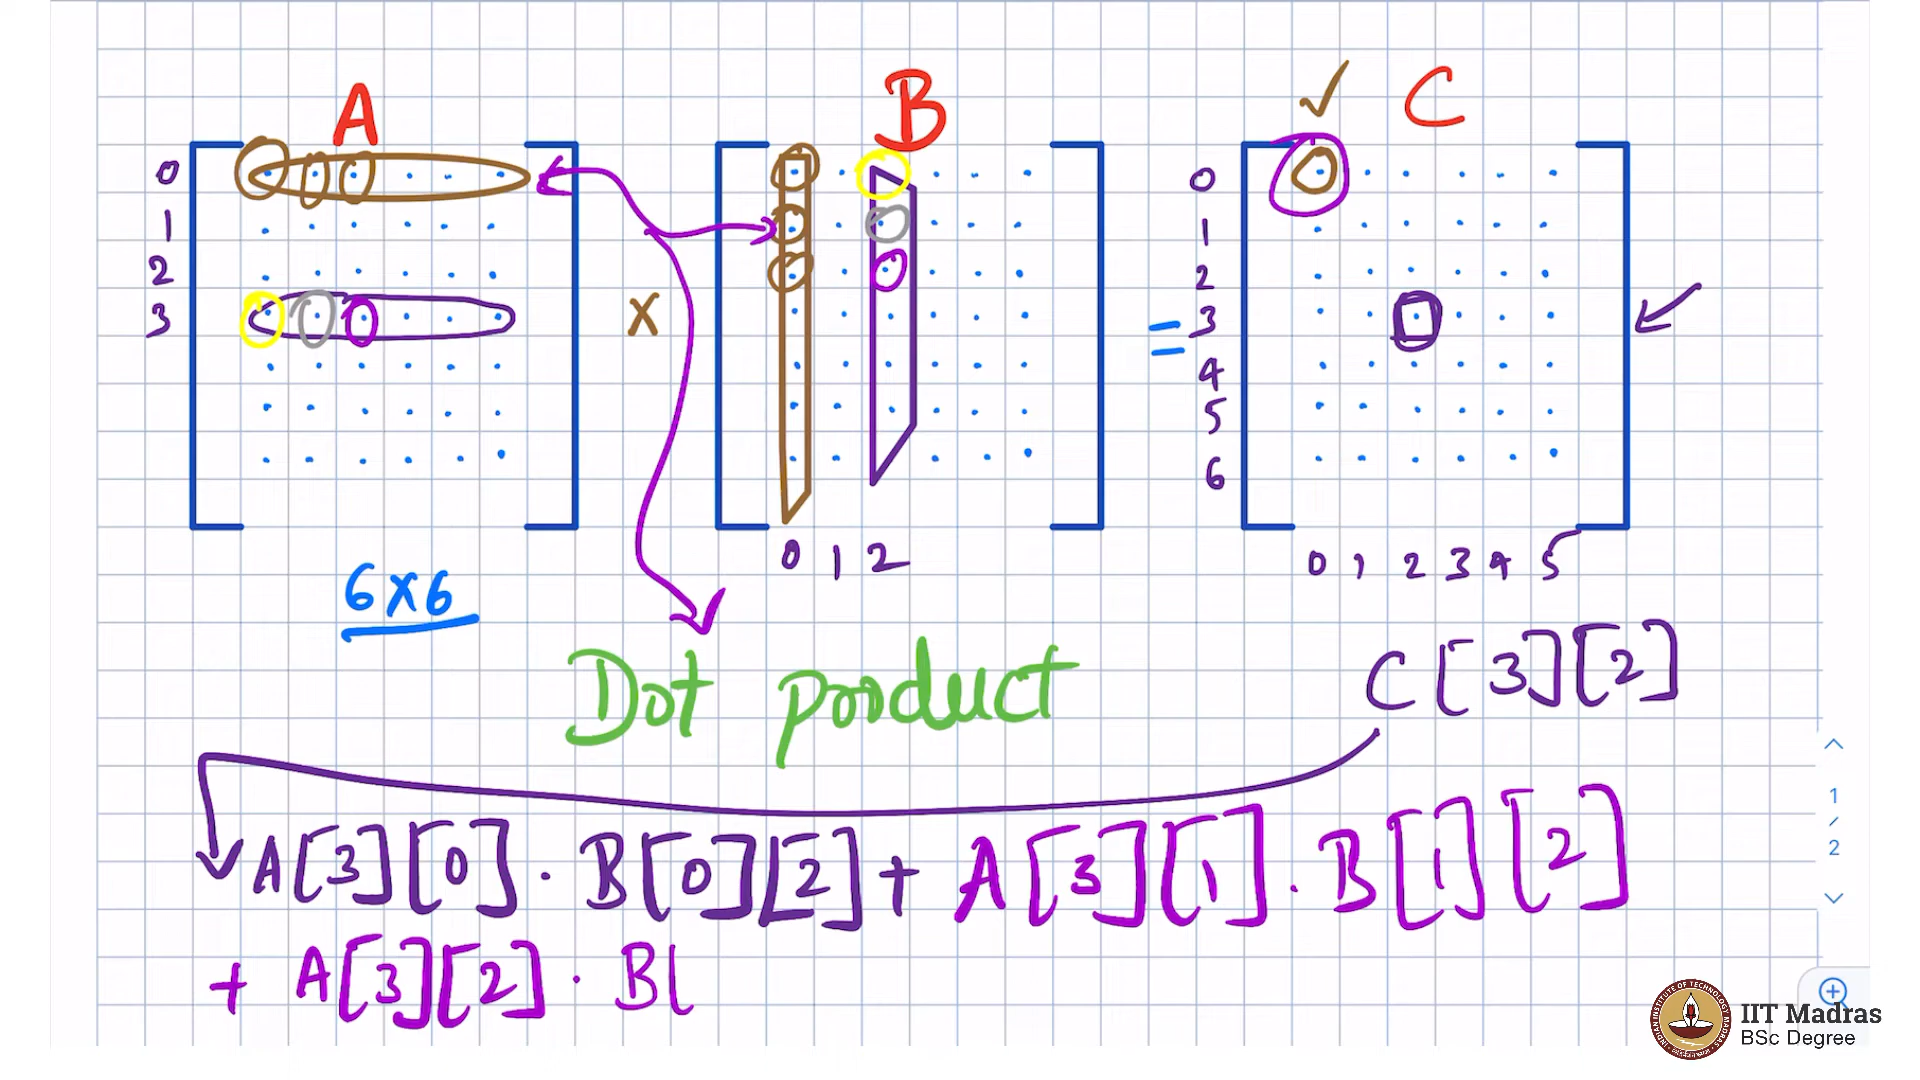 A B C
0
1
2
3
x
=
0
1
2
3
4
5
6
0 1 2
0 1 2 3 4 5
6x6
Dot product
C[3][2]
A[3][0] . B[0][2] + A[3][1] . B[1][2]
+ A[3][2] . B[
1
2
IIT Madras
BSc Degree